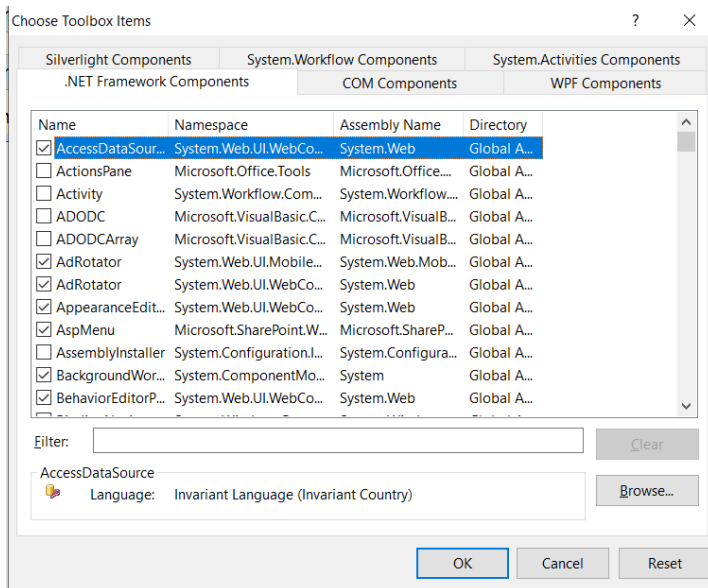 Choose Toolbox Items ? ×
Silverlight Components System.Workflow Components System.Activities Components
.NET Framework Components COM Components WPF Components
Name Namespace Assembly Name Directory
AccessDataSour... System.Web.UI.WebCo... System.Web Global A...
ActionsPane Microsoft.Office.Tools Microsoft.Office.... Global A...
Activity System.Workflow.Com... System.Workflow.... Global A...
ADODC Microsoft.VisualBasic.C... Microsoft.VisualB... Global A...
ADODCArray Microsoft.VisualBasic.C... Microsoft.VisualB... Global A...
AdRotator System.Web.UI.Mobile... System.Web.Mob... Global A...
AdRotator System.Web.UI.WebCo... System.Web Global A...
AppearanceEdit... System.Web.UI.WebCo... System.Web Global A...
AspMenu Microsoft.SharePoint.W... Microsoft.ShareP... Global A...
AssemblyInstaller System.Configuration.I... System.Configura... Global A...
BackgroundWor... System.ComponentMo... System Global A...
BehaviorEditorP... System.Web.UI.WebCo... System.Web Global A...
Filter: Clear
AccessDataSource
Language: Invariant Language (Invariant Country) Browse...
OK Cancel Reset